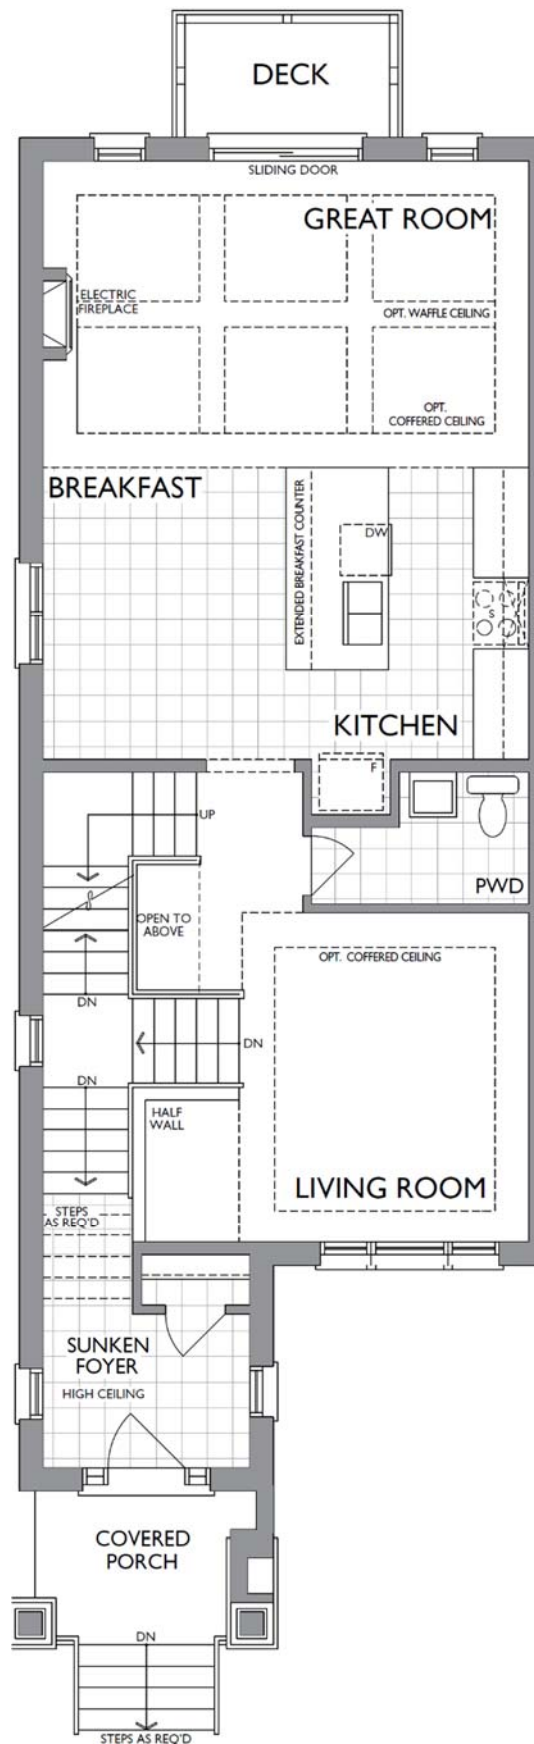 DECK
SLIDING DOOR
GREAT ROOM
ELECTRIC
FIREPLACE
OPT. WAFFLE CEILING
OPT.
COFFERED CEILING
BREAKFAST
EXTENDED BREAKFAST COUNTER
DW
S
KITCHEN
F
UP
PWD
OPEN TO
ABOVE
OPT. COFFERED CEILING
DN
DN
DN
HALF
WALL
LIVING ROOM
STEPS
AS REQ'D
SUNKEN
FOYER
HIGH CEILING
COVERED
PORCH
DN
STEPS AS REQ'D